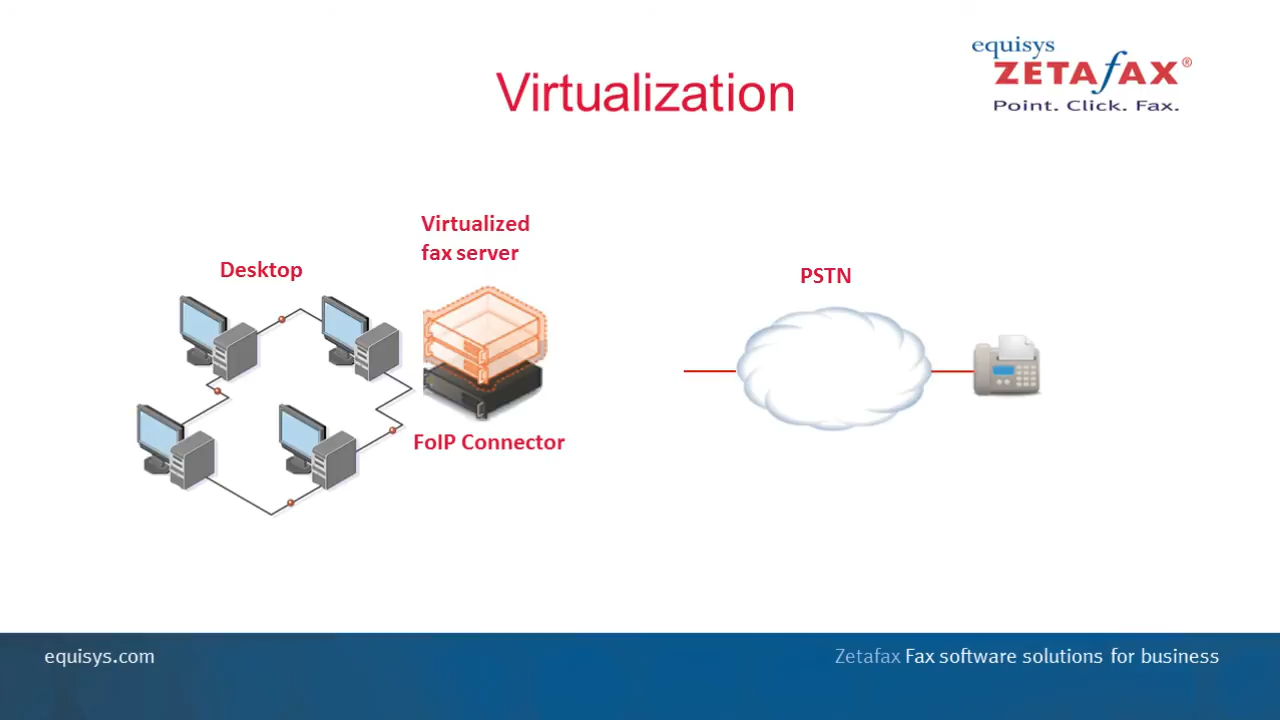 equisys
ZETAfAX®
Point. Click. Fax.
Virtualization
Virtualized
fax server
Desktop
PSTN
FoIP Connector
equisys.com
Zetafax Fax software solutions for business